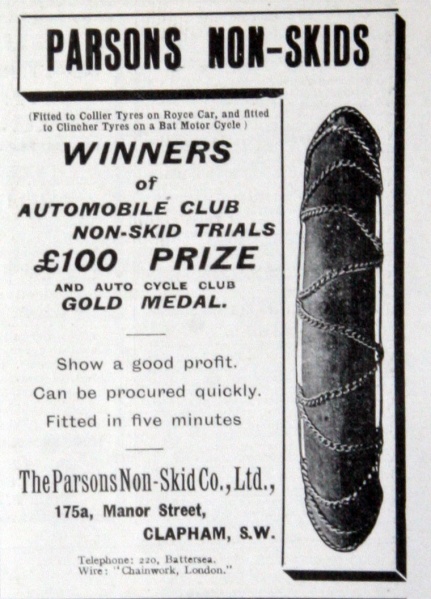 PARSONS NON-SKIDS
(Fitted to Collier Tyres on Royce Car, and fitted
to Clincher Tyres on a Bat Motor Cycle)
WINNERS
of
AUTOMOBILE CLUB
NON-SKID TRIALS
£100 PRIZE
AND AUTO CYCLE CLUB
GOLD MEDAL.
Show a good profit.
Can be procured quickly.
Fitted in five minutes
The Parsons Non-Skid Co., Ltd.,
175a, Manor Street,
CLAPHAM, S.W.
Telephone: 220, Battersea.
Wire: "Chainwork, London."